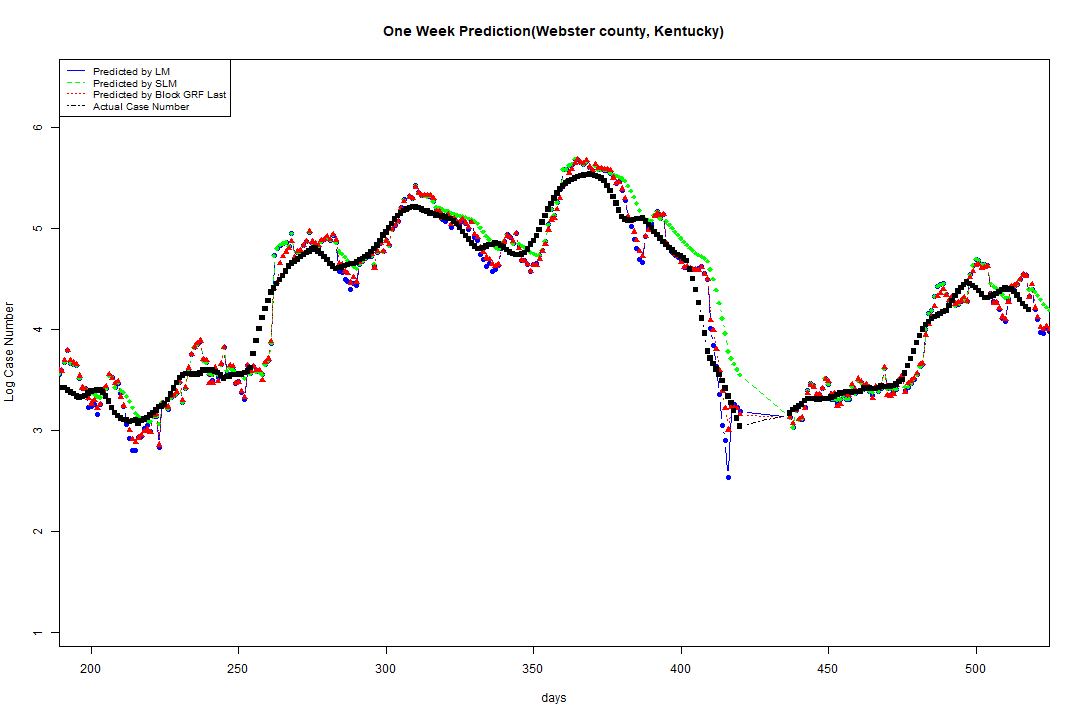 One Week Prediction(Webster county, Kentucky)
Predicted by LM
Predicted by SLM
Predicted by Block GRF Last
Actual Case Number
Log Case Number
6
5
4
3
2
1
200 250 300 350 400 450 500
days